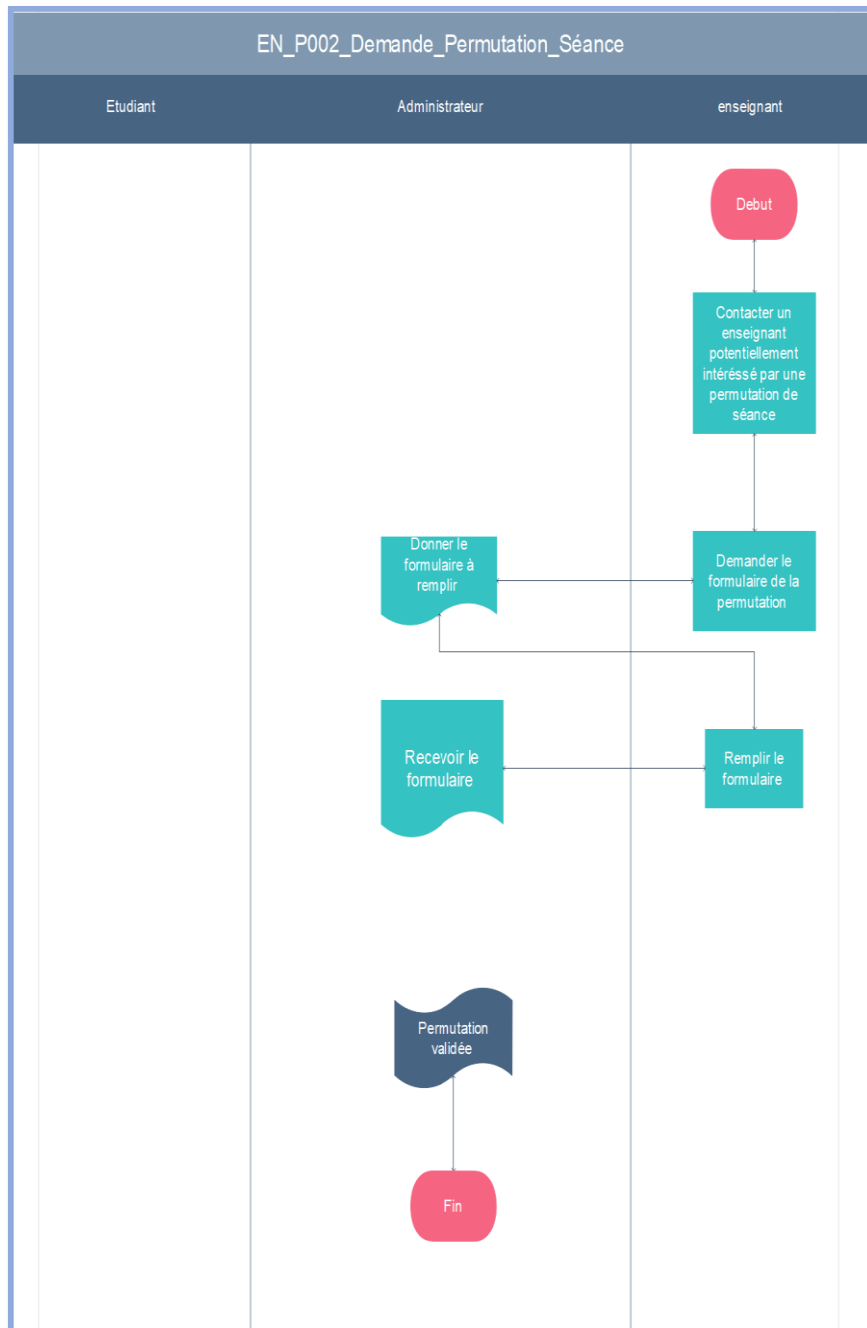 EN_P002_Demande_Permutation_Séance
Etudiant
Administrateur
enseignant
Debut
Contacter un
enseignant
potentiellement
intéréssé par une
permutation de
séance
Donner le
formulaire à
remplir
Demander le
formulaire de la
permutation
Recevoir le
formulaire
Remplir le
formulaire
Permutation
validée
Fin